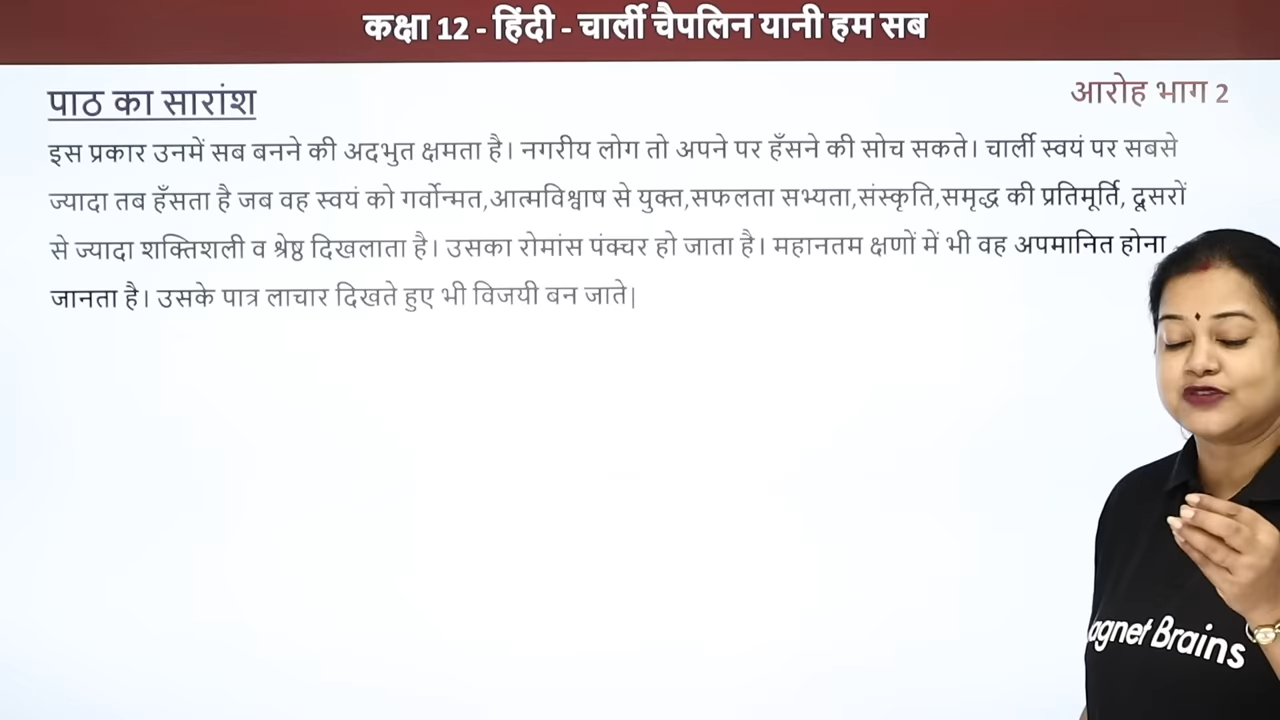 कक्षा 12 - हिंदी - चार्ली चैपलिन यानी हम सब
पाठ का सारांश
आरोह भाग 2
इस प्रकार उनमें सब बनने की अदभुत क्षमता है। नगरीय लोग तो अपने पर हँसने की सोच सकते। चार्ली स्वयं पर सबसे
ज्यादा तब हँसता है जब वह स्वयं को गर्वोन्मत,आत्मविश्वाष से युक्त,सफलता सभ्यता,संस्कृति,समृद्ध की प्रतिमूर्ति, दूसरों
से ज्यादा शक्तिशली व श्रेष्ठ दिखलाता है। उसका रोमांस पंक्चर हो जाता है। महानतम क्षणों में भी वह अपमानित होना
जानता है। उसके पात्र लाचार दिखते हुए भी विजयी बन जाते|
agnet Brains